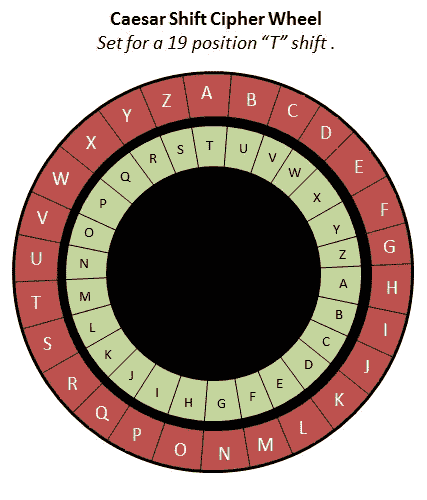 Caesar Shift Cipher Wheel
Set for a 19 position “T” shift .
A B C D E F G H I J K L M N O P Q R S T U V W X Y Z
T U V W X Y Z A B C D E F G H I J K L M N O P Q R S